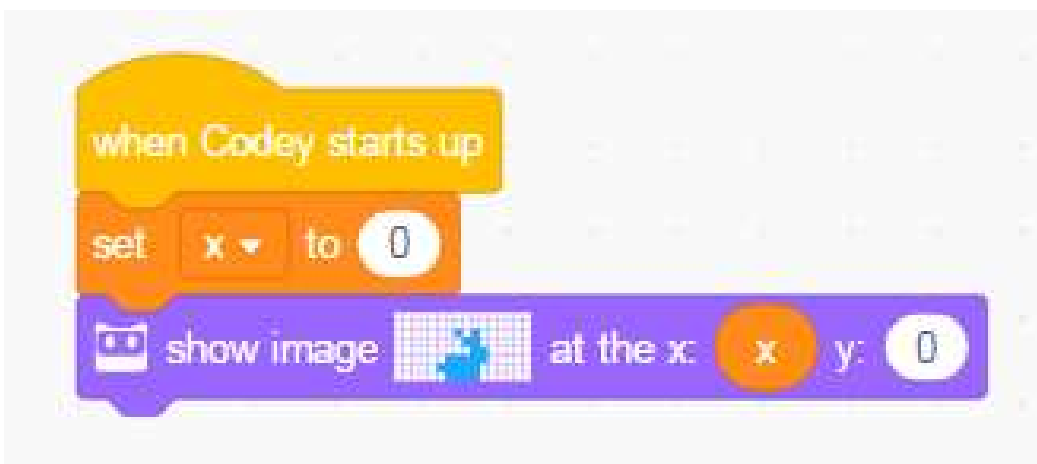 when Codey starts up
set x to 0
show image at the x: x y: 0